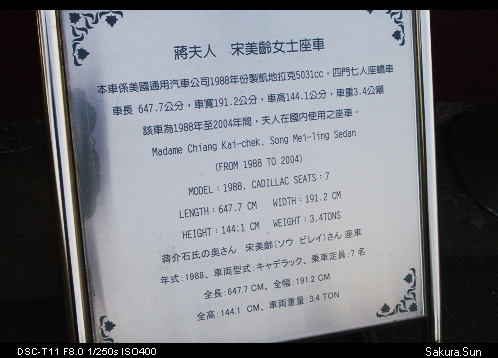 蔣夫人 宋美齡女士座車
本車係美國通用汽車公司1988年份製凱地拉克5031cc，四門七人座轎車
車長 647.7公分，車寬191.2公分，車高144.1公分，車重3.4公噸
該車為1988年至2004年間，夫人在國內使用之座車。
Madame Chiang Kai-chek. Song Mei-ling Sedan
(FROM 1988 TO 2004)
MODEL：1988. CADILLAC SEATS：7
LENGTH：647.7 CM WIDTH：191.2 CM
HEIGHT：144.1 CM WEIGHT：3.4TONS
蒋介石氏の奥さん 宋美齡(ソウ ビレイ)さん 座車
年式：1988、車両型式：キャデラック、乗車定員：7 名
全長：647.7 CM、全幅：191.2 CM
全高：144.1 CM、車両重量：3.4 TON
DSC-T11 F8.0 1/250s ISO400
Sakura.Sun